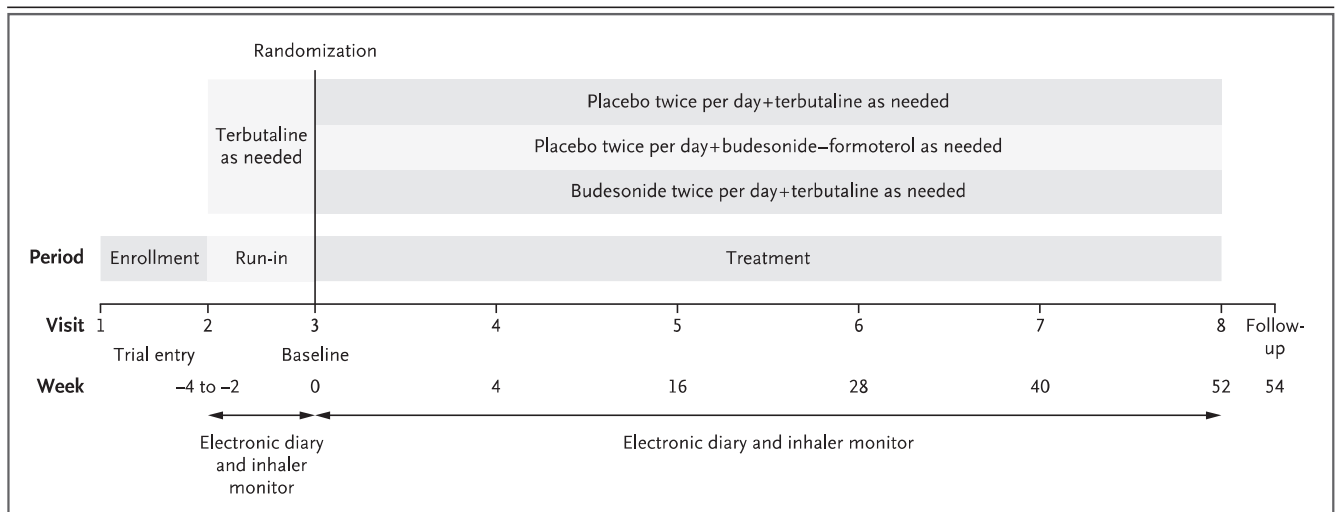 Randomization
Terbutaline
as needed
Placebo twice per day+terbutaline as needed
Placebo twice per day+budesonide–formoterol as needed
Budesonide twice per day+terbutaline as needed
Period Enrollment Run-in Treatment
Visit 1 2 3 4 5 6 7 8 Follow-
up
Trial entry Baseline
Week −4 to −2 0 4 16 28 40 52 54
Electronic diary
and inhaler
monitor
Electronic diary and inhaler monitor